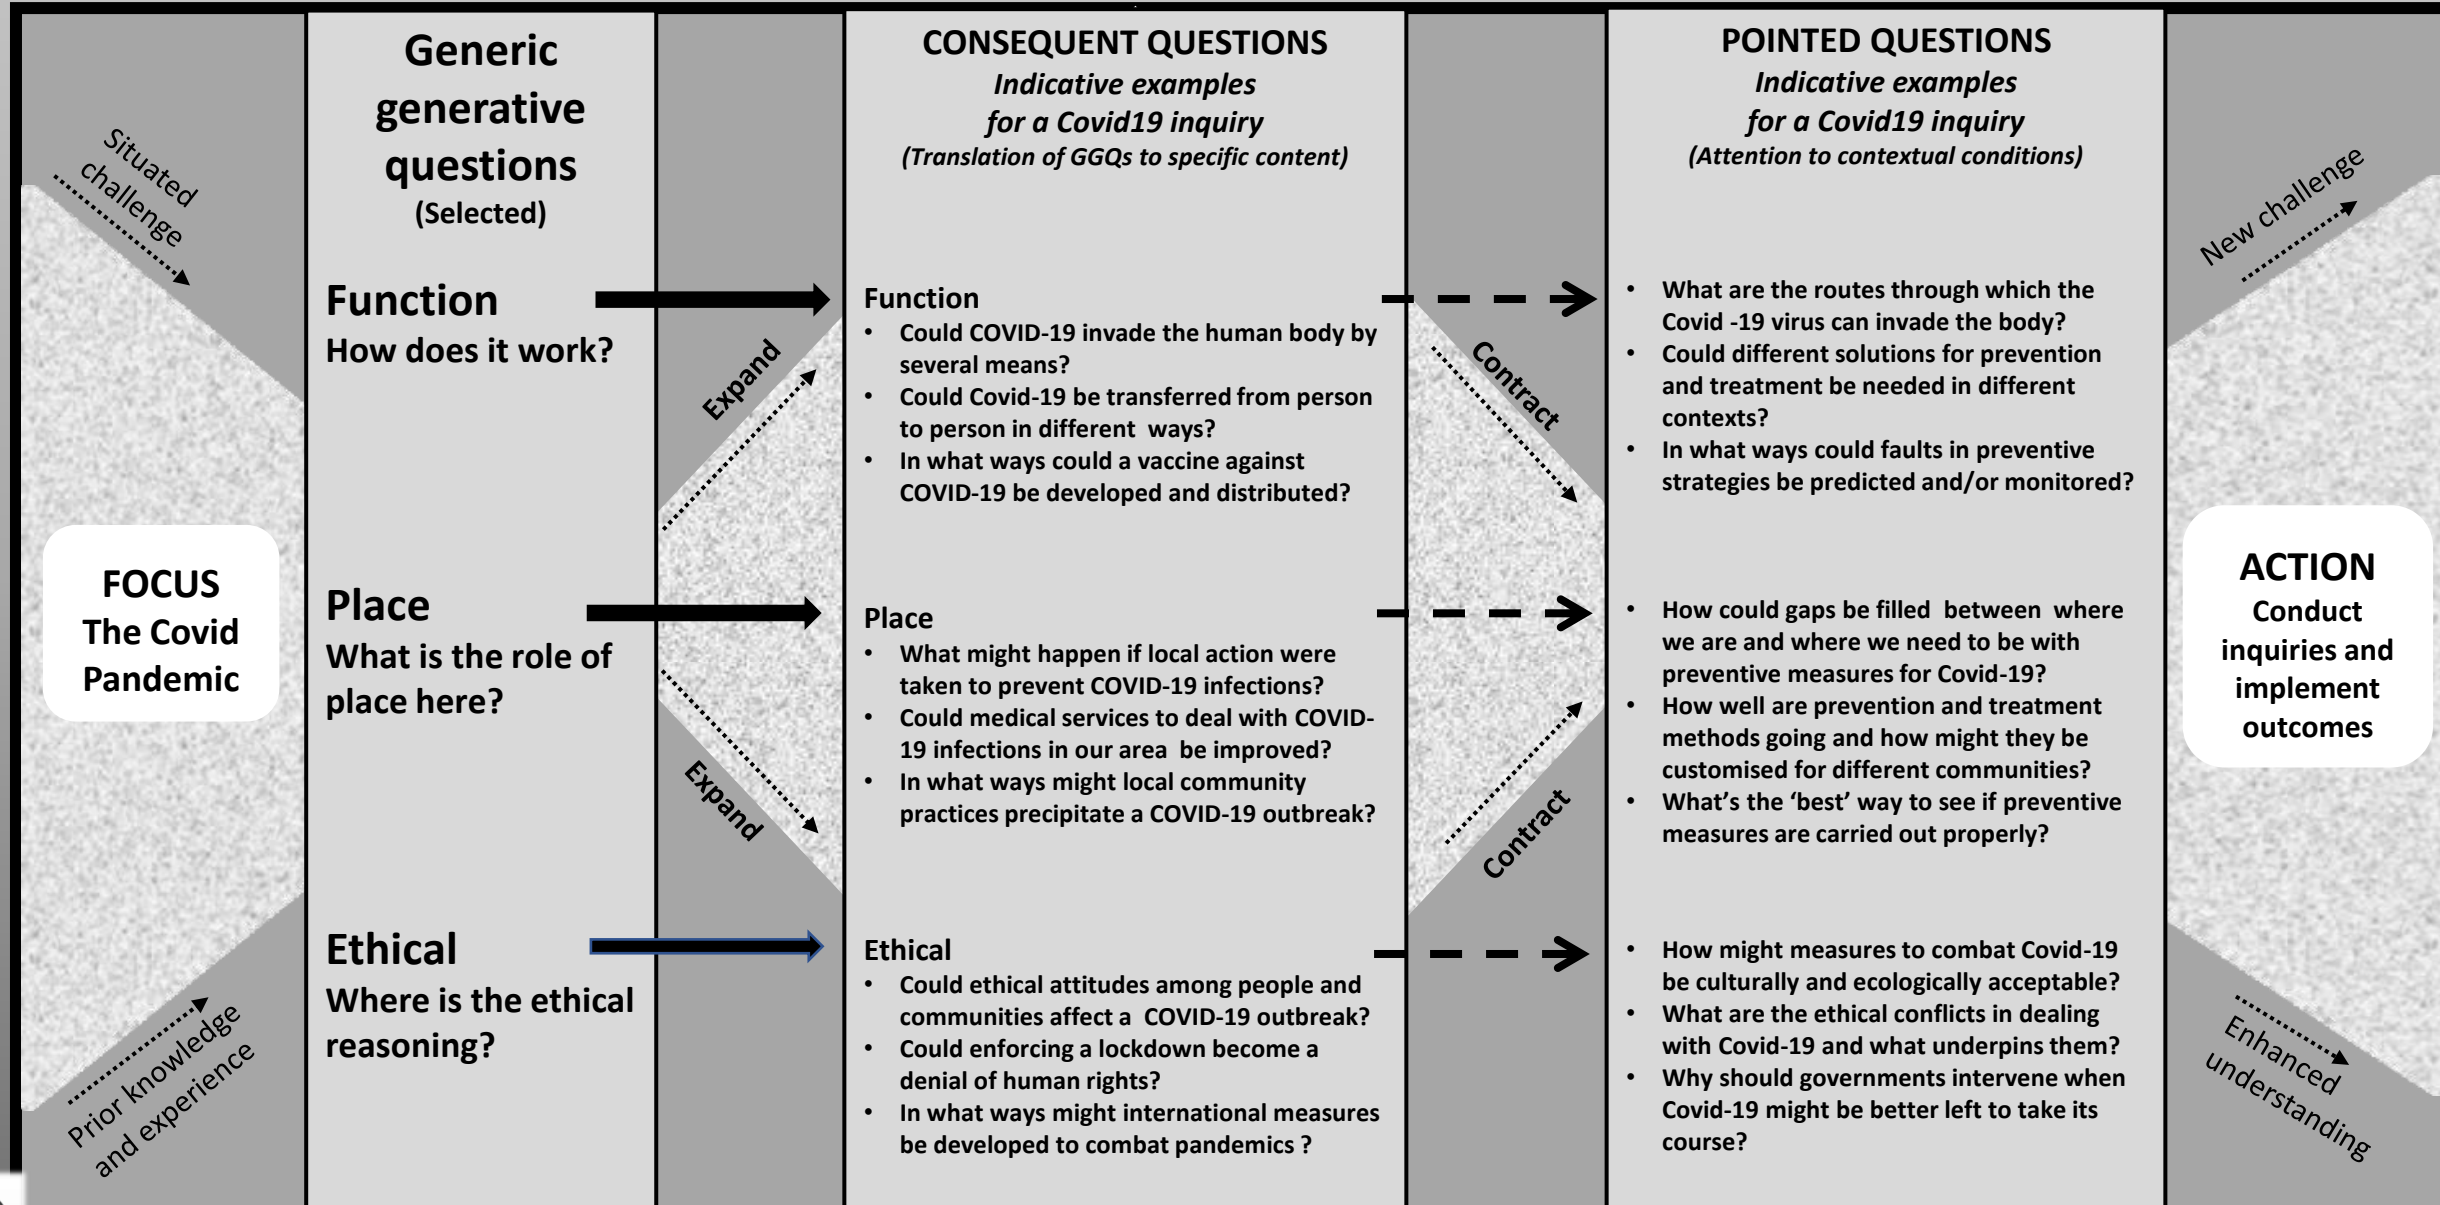 Situated
challenge
FOCUS
The Covid
Pandemic
Prior knowledge
and experience
Generic
generative
questions
(Selected)
Function
How does it work?
Place
What is the role of
place here?
Ethical
Where is the ethical
reasoning?
Expand
Expand
CONSEQUENT QUESTIONS
Indicative examples
for a Covid19 inquiry
(Translation of GGQs to specific content)
Function
• Could COVID-19 invade the human body by
several means?
• Could Covid-19 be transferred from person
to person in different ways?
• In what ways could a vaccine against
COVID-19 be developed and distributed?
Place
• What might happen if local action were
taken to prevent COVID-19 infections?
• Could medical services to deal with COVID-
19 infections in our area be improved?
• In what ways might local community
practices precipitate a COVID-19 outbreak?
Ethical
• Could ethical attitudes among people and
communities affect a COVID-19 outbreak?
• Could enforcing a lockdown become a
denial of human rights?
• In what ways might international measures
be developed to combat pandemics ?
Contract
Contract
POINTED QUESTIONS
Indicative examples
for a Covid19 inquiry
(Attention to contextual conditions)
• What are the routes through which the
Covid -19 virus can invade the body?
• Could different solutions for prevention
and treatment be needed in different
contexts?
• In what ways could faults in preventive
strategies be predicted and/or monitored?
• How could gaps be filled between where
we are and where we need to be with
preventive measures for Covid-19?
• How well are prevention and treatment
methods going and how might they be
customised for different communities?
• What's the ‘best’ way to see if preventive
measures are carried out properly?
• How might measures to combat Covid-19
be culturally and ecologically acceptable?
• What are the ethical conflicts in dealing
with Covid-19 and what underpins them?
• Why should governments intervene when
Covid-19 might be better left to take its
course?
New challenge
ACTION
Conduct
inquiries and
implement
outcomes
Enhanced
understanding